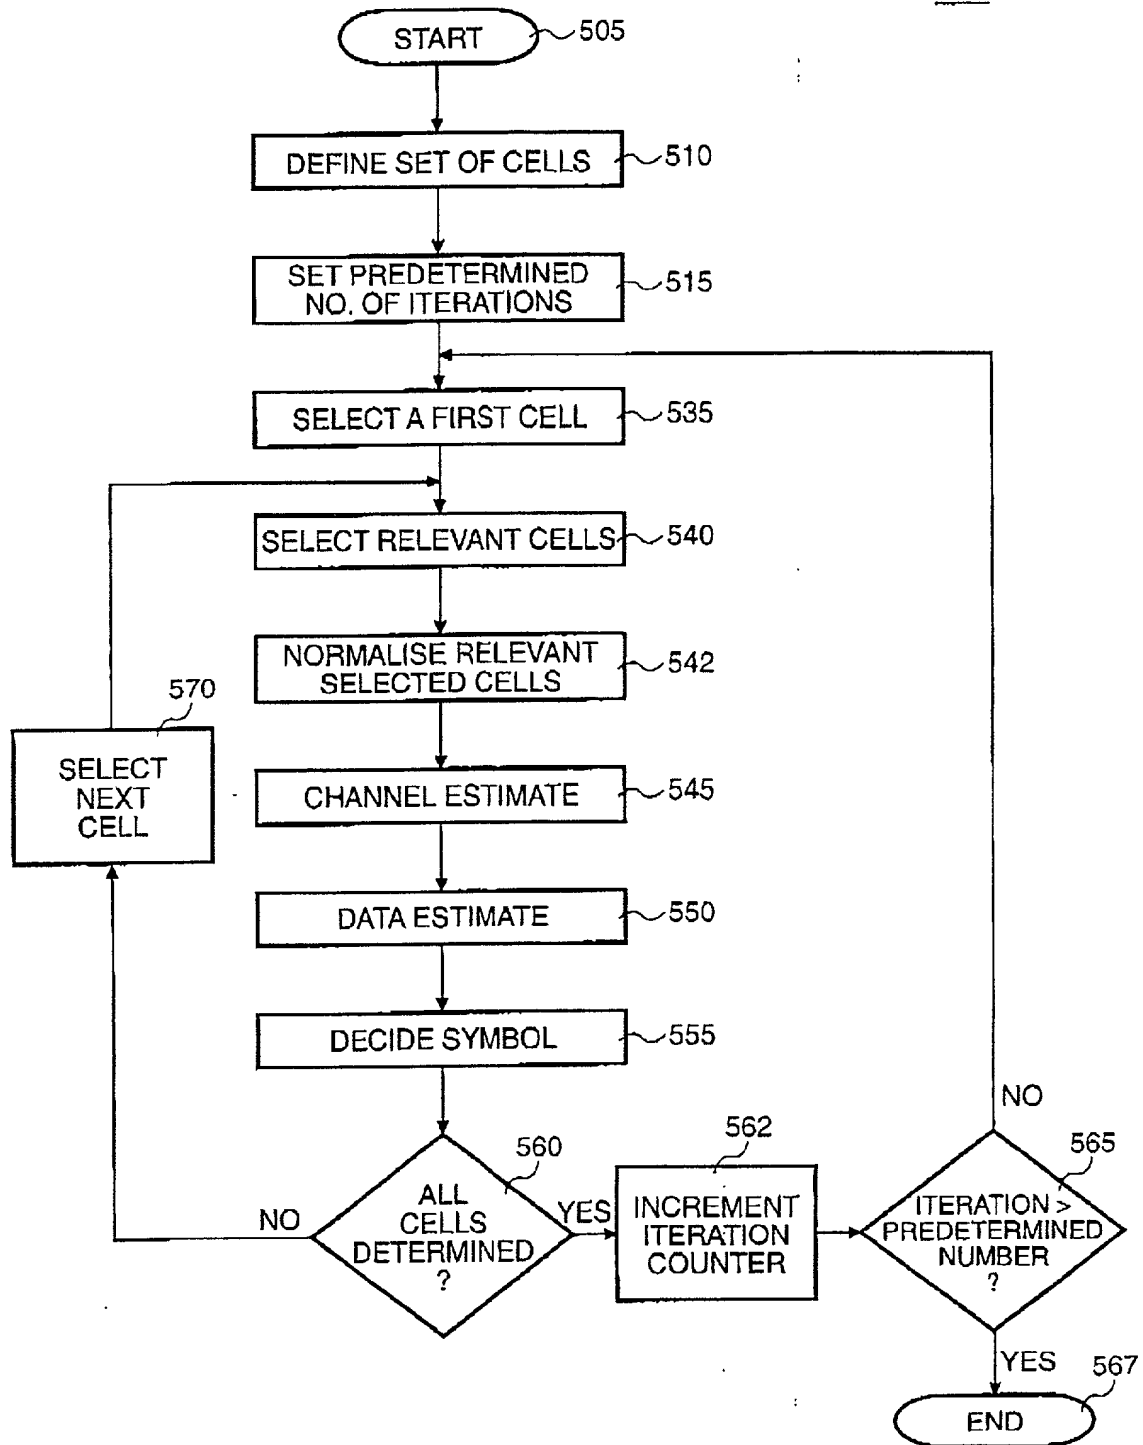 START
505
DEFINE SET OF CELLS
510
SET PREDETERMINED
NO. OF ITERATIONS
515
SELECT A FIRST CELL
535
SELECT RELEVANT CELLS
540
NORMALISE RELEVANT
SELECTED CELLS
542
570
SELECT
NEXT
CELL
CHANNEL ESTIMATE
545
DATA ESTIMATE
550
DECIDE SYMBOL
555
NO
ALL
CELLS
DETERMINED
?
560
YES
562
INCREMENT
ITERATION
COUNTER
NO
565
ITERATION >
PREDETERMINED
NUMBER
?
YES
567
END